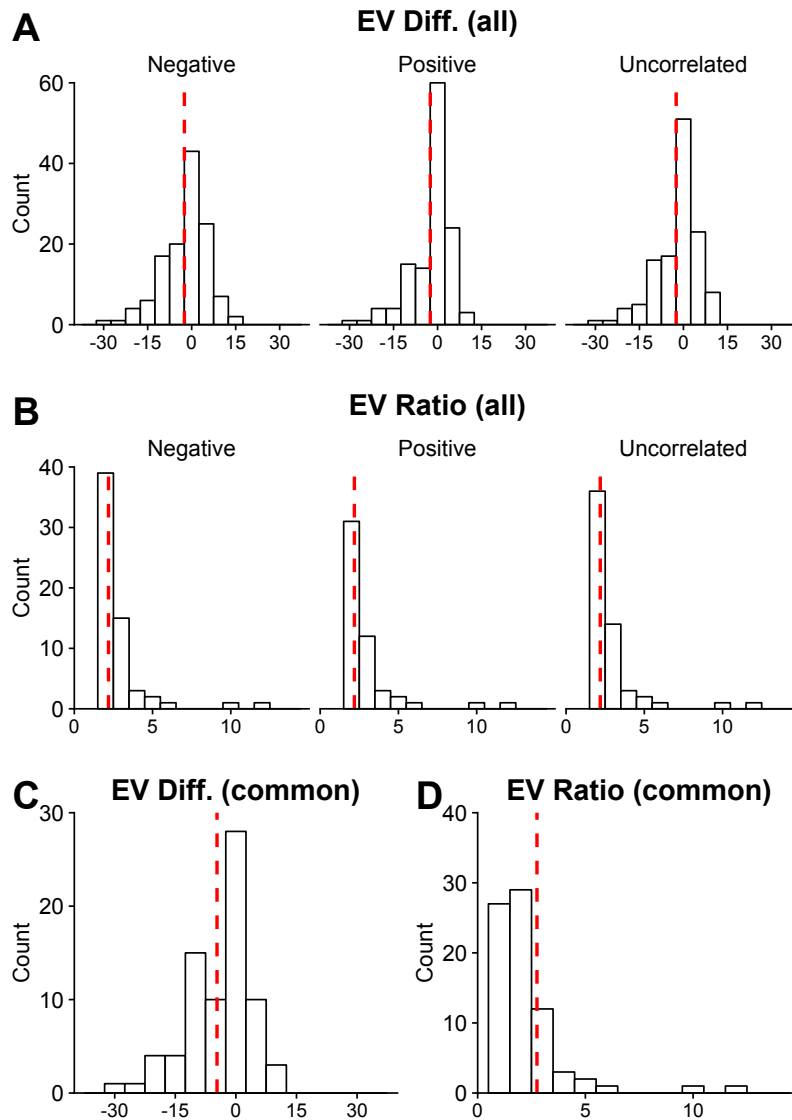 A
EV Diff. (all)
Negative Positive Uncorrelated
60
40
20
0
Count
-30 -15 0 15 30 -30 -15 0 15 30 -30 -15 0 15 30
B
EV Ratio (all)
Negative Positive Uncorrelated
40
30
20
10
0
Count
0 5 10 0 5 10 0 5 10
C
EV Diff. (common)
30
20
10
0
Count
-30 -15 0 15 30
D
EV Ratio (common)
40
30
20
10
0
Count
0 5 10